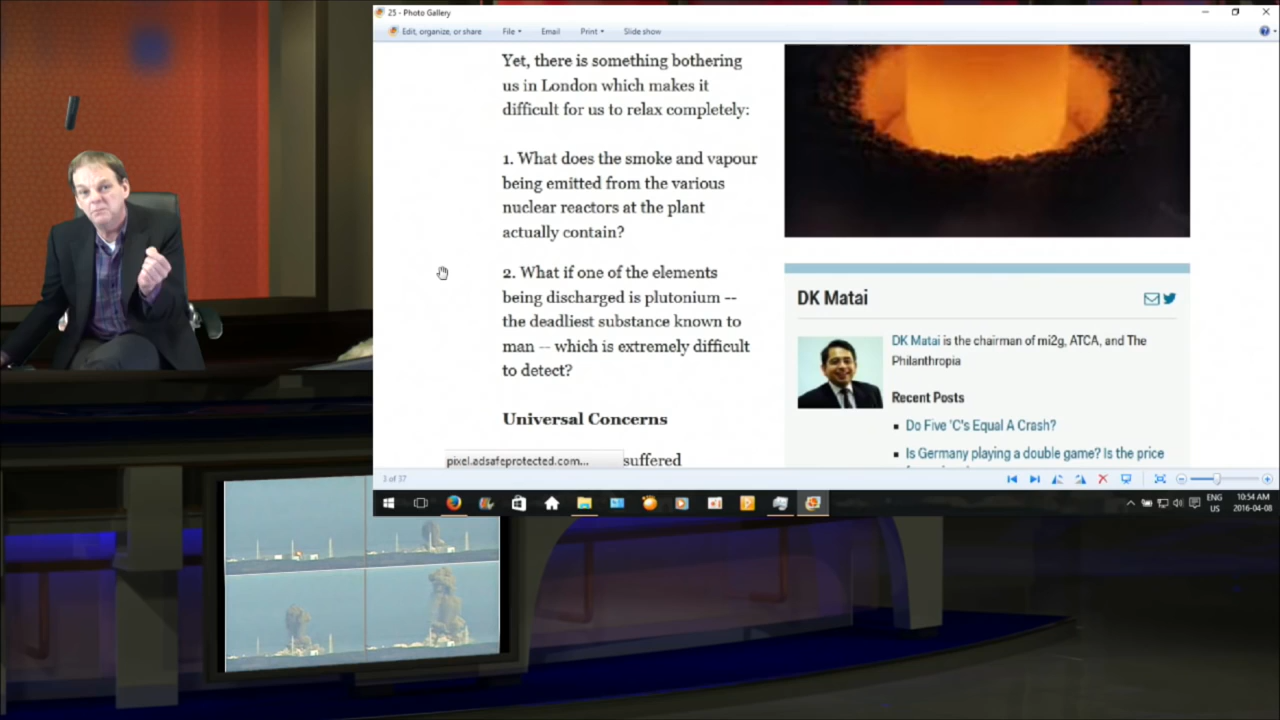 25 - Photo Gallery
Edit, organize, or share
File
Email
Print
Slide show
Yet, there is something bothering
us in London which makes it
difficult for us to relax completely:
1. What does the smoke and vapour
being emitted from the various
nuclear reactors at the plant
actually contain?
2. What if one of the elements
being discharged is plutonium --
the deadliest substance known to
man -- which is extremely difficult
to detect?
Universal Concerns
suffered
pixel.adsafeprotected.com...
DK Matai
DK Matai is the chairman of mi2g, ATCA, and The
Philanthropia
Recent Posts
Do Five 'C's Equal A Crash?
Is Germany playing a double game? Is the price
3 of 37
ENG
US
10:54 AM
2016-04-08